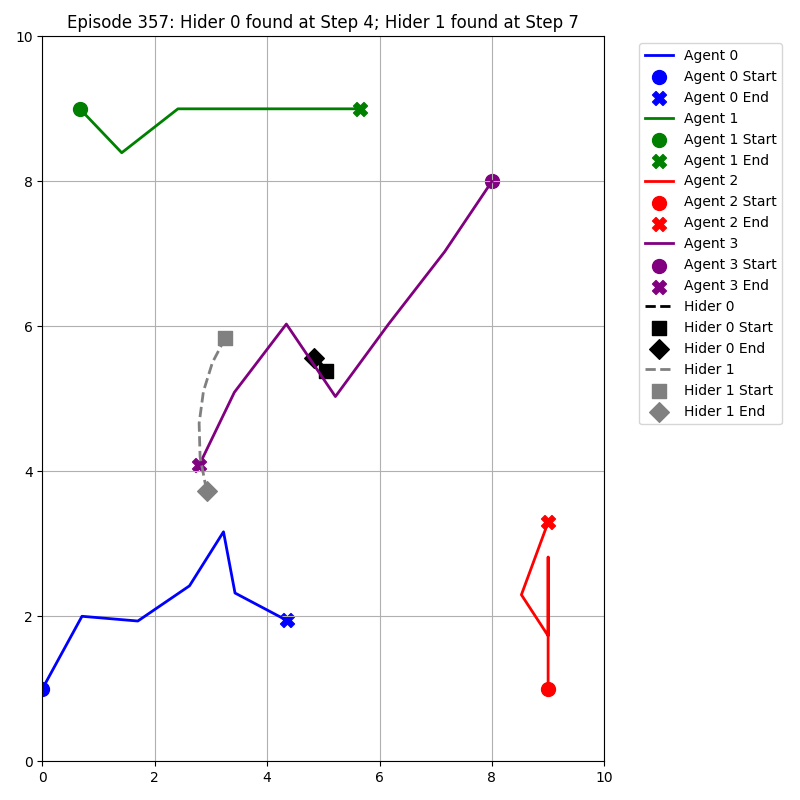 Episode 357: Hider 0 found at Step 4; Hider 1 found at Step 7
10
8
6
4
2
0
0 2 4 6 8 10
Agent 0
Agent 0 Start
Agent 0 End
Agent 1
Agent 1 Start
Agent 1 End
Agent 2
Agent 2 Start
Agent 2 End
Agent 3
Agent 3 Start
Agent 3 End
Hider 0
Hider 0 Start
Hider 0 End
Hider 1
Hider 1 Start
Hider 1 End